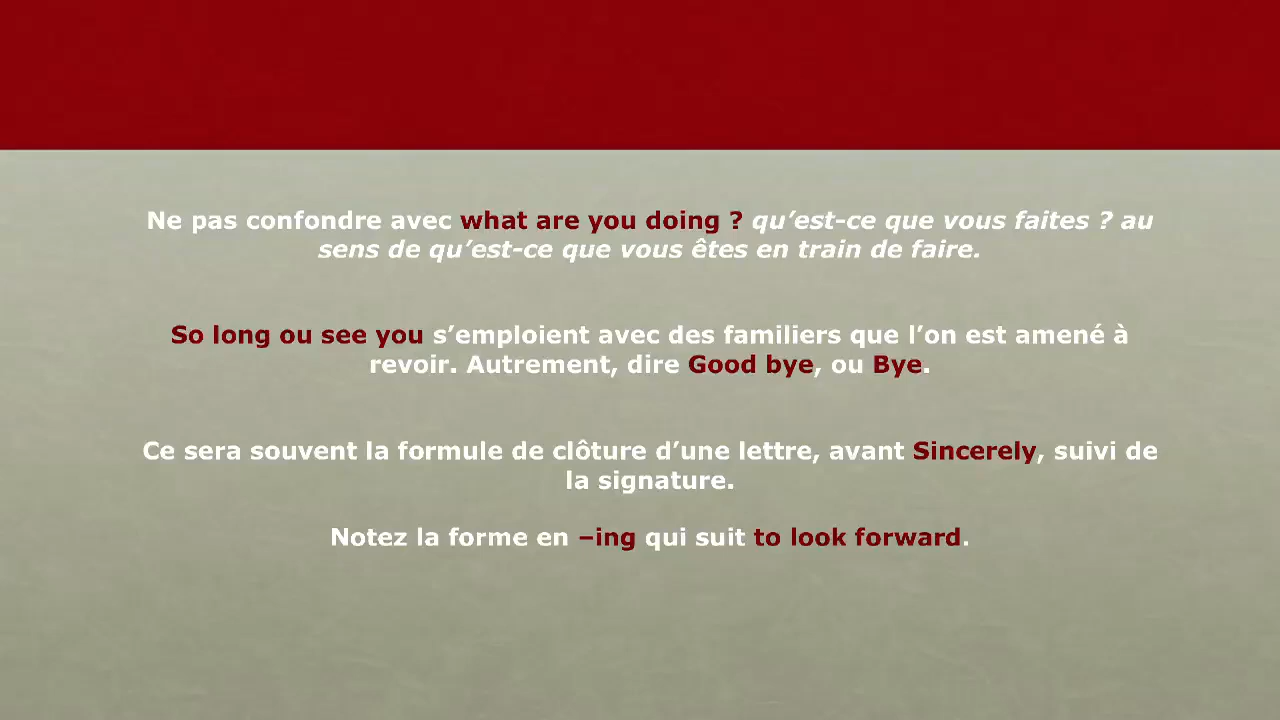 Ne pas confondre avec what are you doing ? qu’est-ce que vous faites ? au
sens de qu’est-ce que vous êtes en train de faire.
So long ou see you s’emploient avec des familiers que l’on est amené à
revoir. Autrement, dire Good bye, ou Bye.
Ce sera souvent la formule de clôture d’une lettre, avant Sincerely, suivi de
la signature.
Notez la forme en –ing qui suit to look forward.